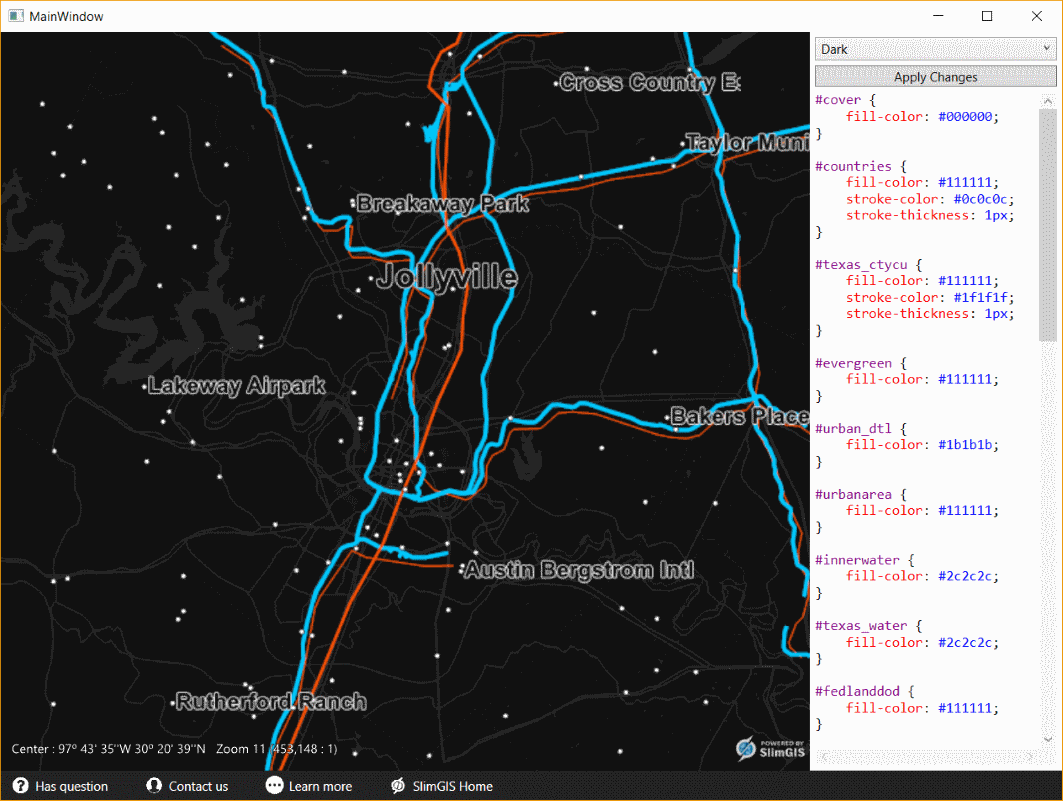 MainWindow
Dark
Apply Changes
#cover {
fill-color: #000000;
}
#countries {
fill-color: #111111;
stroke-color: #0c0c0c;
stroke-thickness: 1px;
}
#texas_ctycu {
fill-color: #111111;
stroke-color: #1f1f1f;
stroke-thickness: 1px;
}
#evergreen {
fill-color: #111111;
}
#urban_dtl {
fill-color: #1b1b1b;
}
#urbanarea {
fill-color: #111111;
}
#innerwater {
fill-color: #2c2c2c;
}
#texas_water {
fill-color: #2c2c2c;
}
#fedlanddod {
fill-color: #111111;
}
Cross Country E
Taylor Muni
Breakaway Park
Jollyville
Lakeway Airpark
Bakers Place
Austin Bergstrom Intl
Rutherford Ranch
Center : 97º 43' 35''W 30º 20' 39''N Zoom 11 (453,148 : 1)
POWERED BY
SlimGIS
Has question
Contact us
Learn more
SlimGIS Home